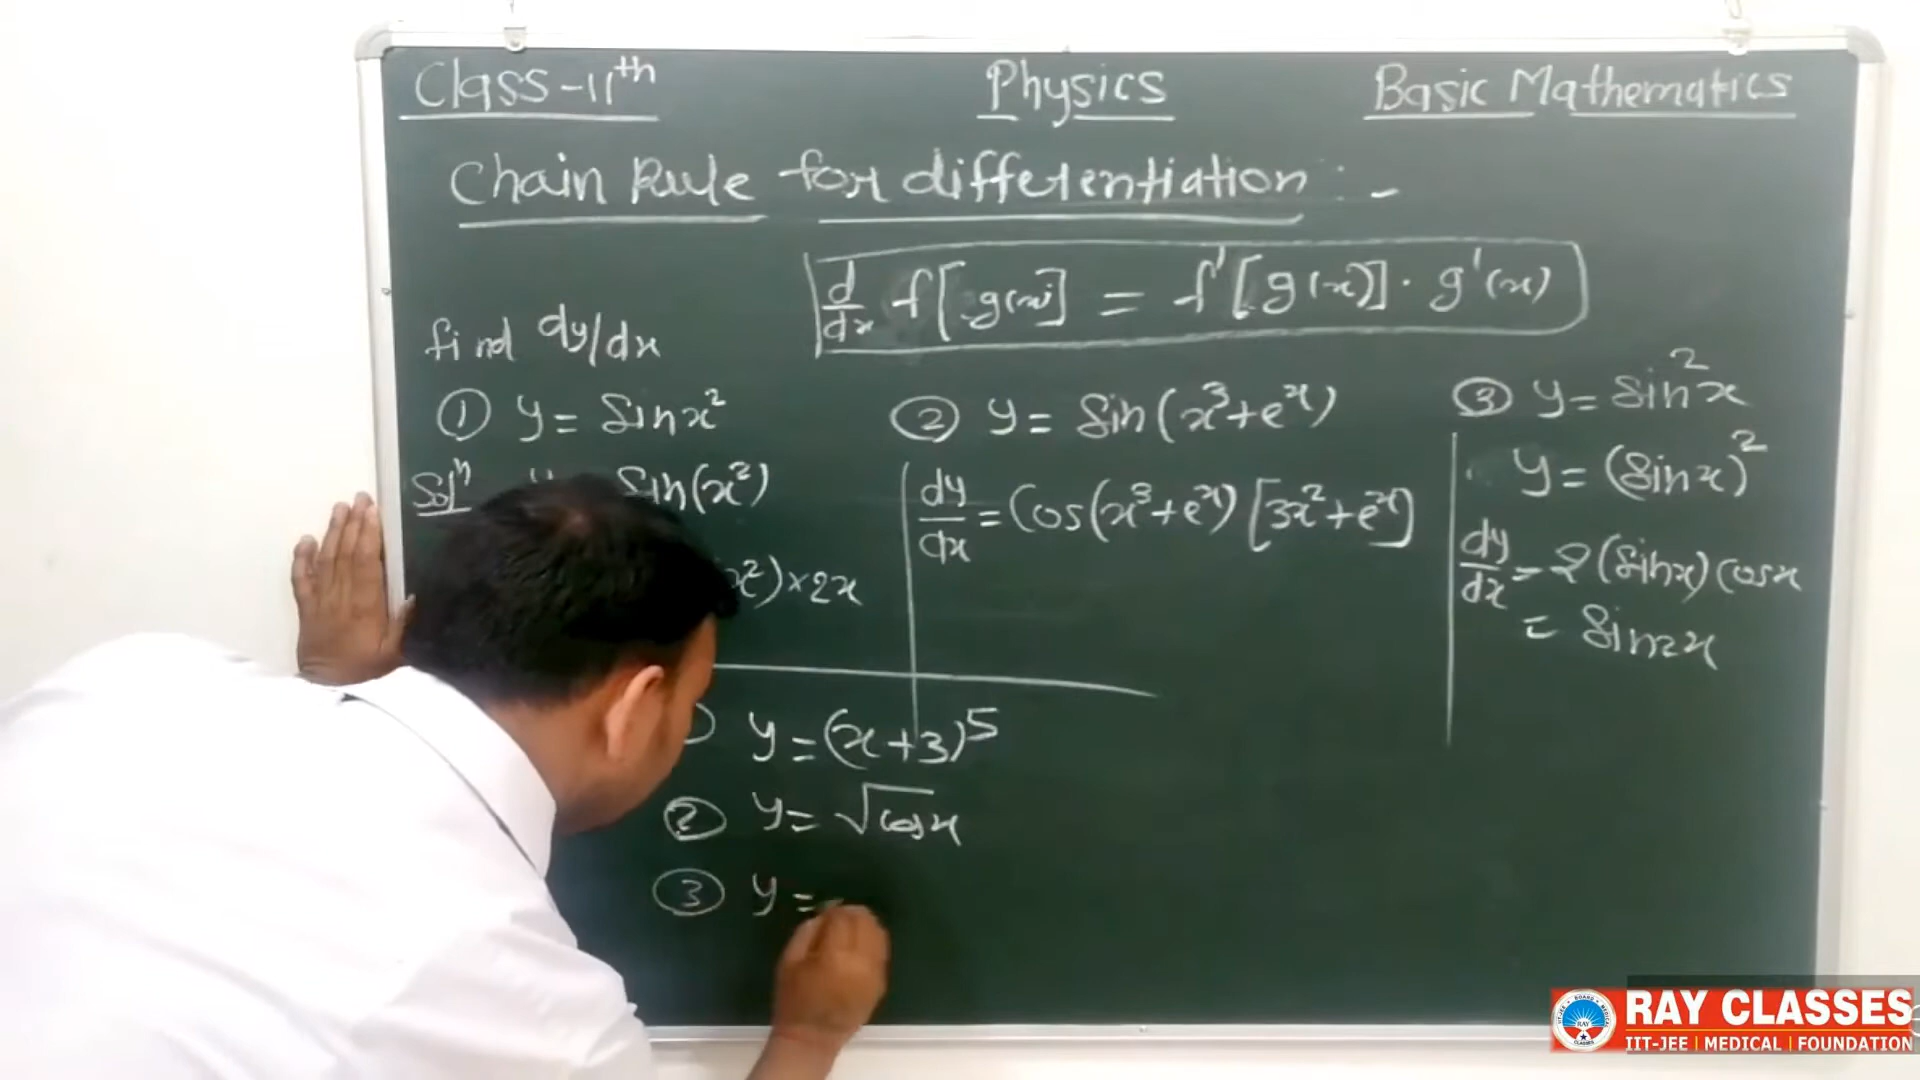 Class-11th Physics Basic Mathematics
Chain Rule for differentiation :-
d/dx f[g(x)] = f'[g(x)]·g'(x)
find dy/dx
① y = Sinx²
Solⁿ y = Sin(x²)
x²)×2x
② y = Sin(x³+eˣ)
dy/dx = Cos(x³+eˣ)[3x²+eˣ]
③ y = Sin²x
y = (Sinx)²
dy/dx = 2(Sinx)Cosx
= Sin2x
y = (x+3)⁵
② y = √cosx
③ y =
RAY CLASSES
IIT-JEE | MEDICAL | FOUNDATION